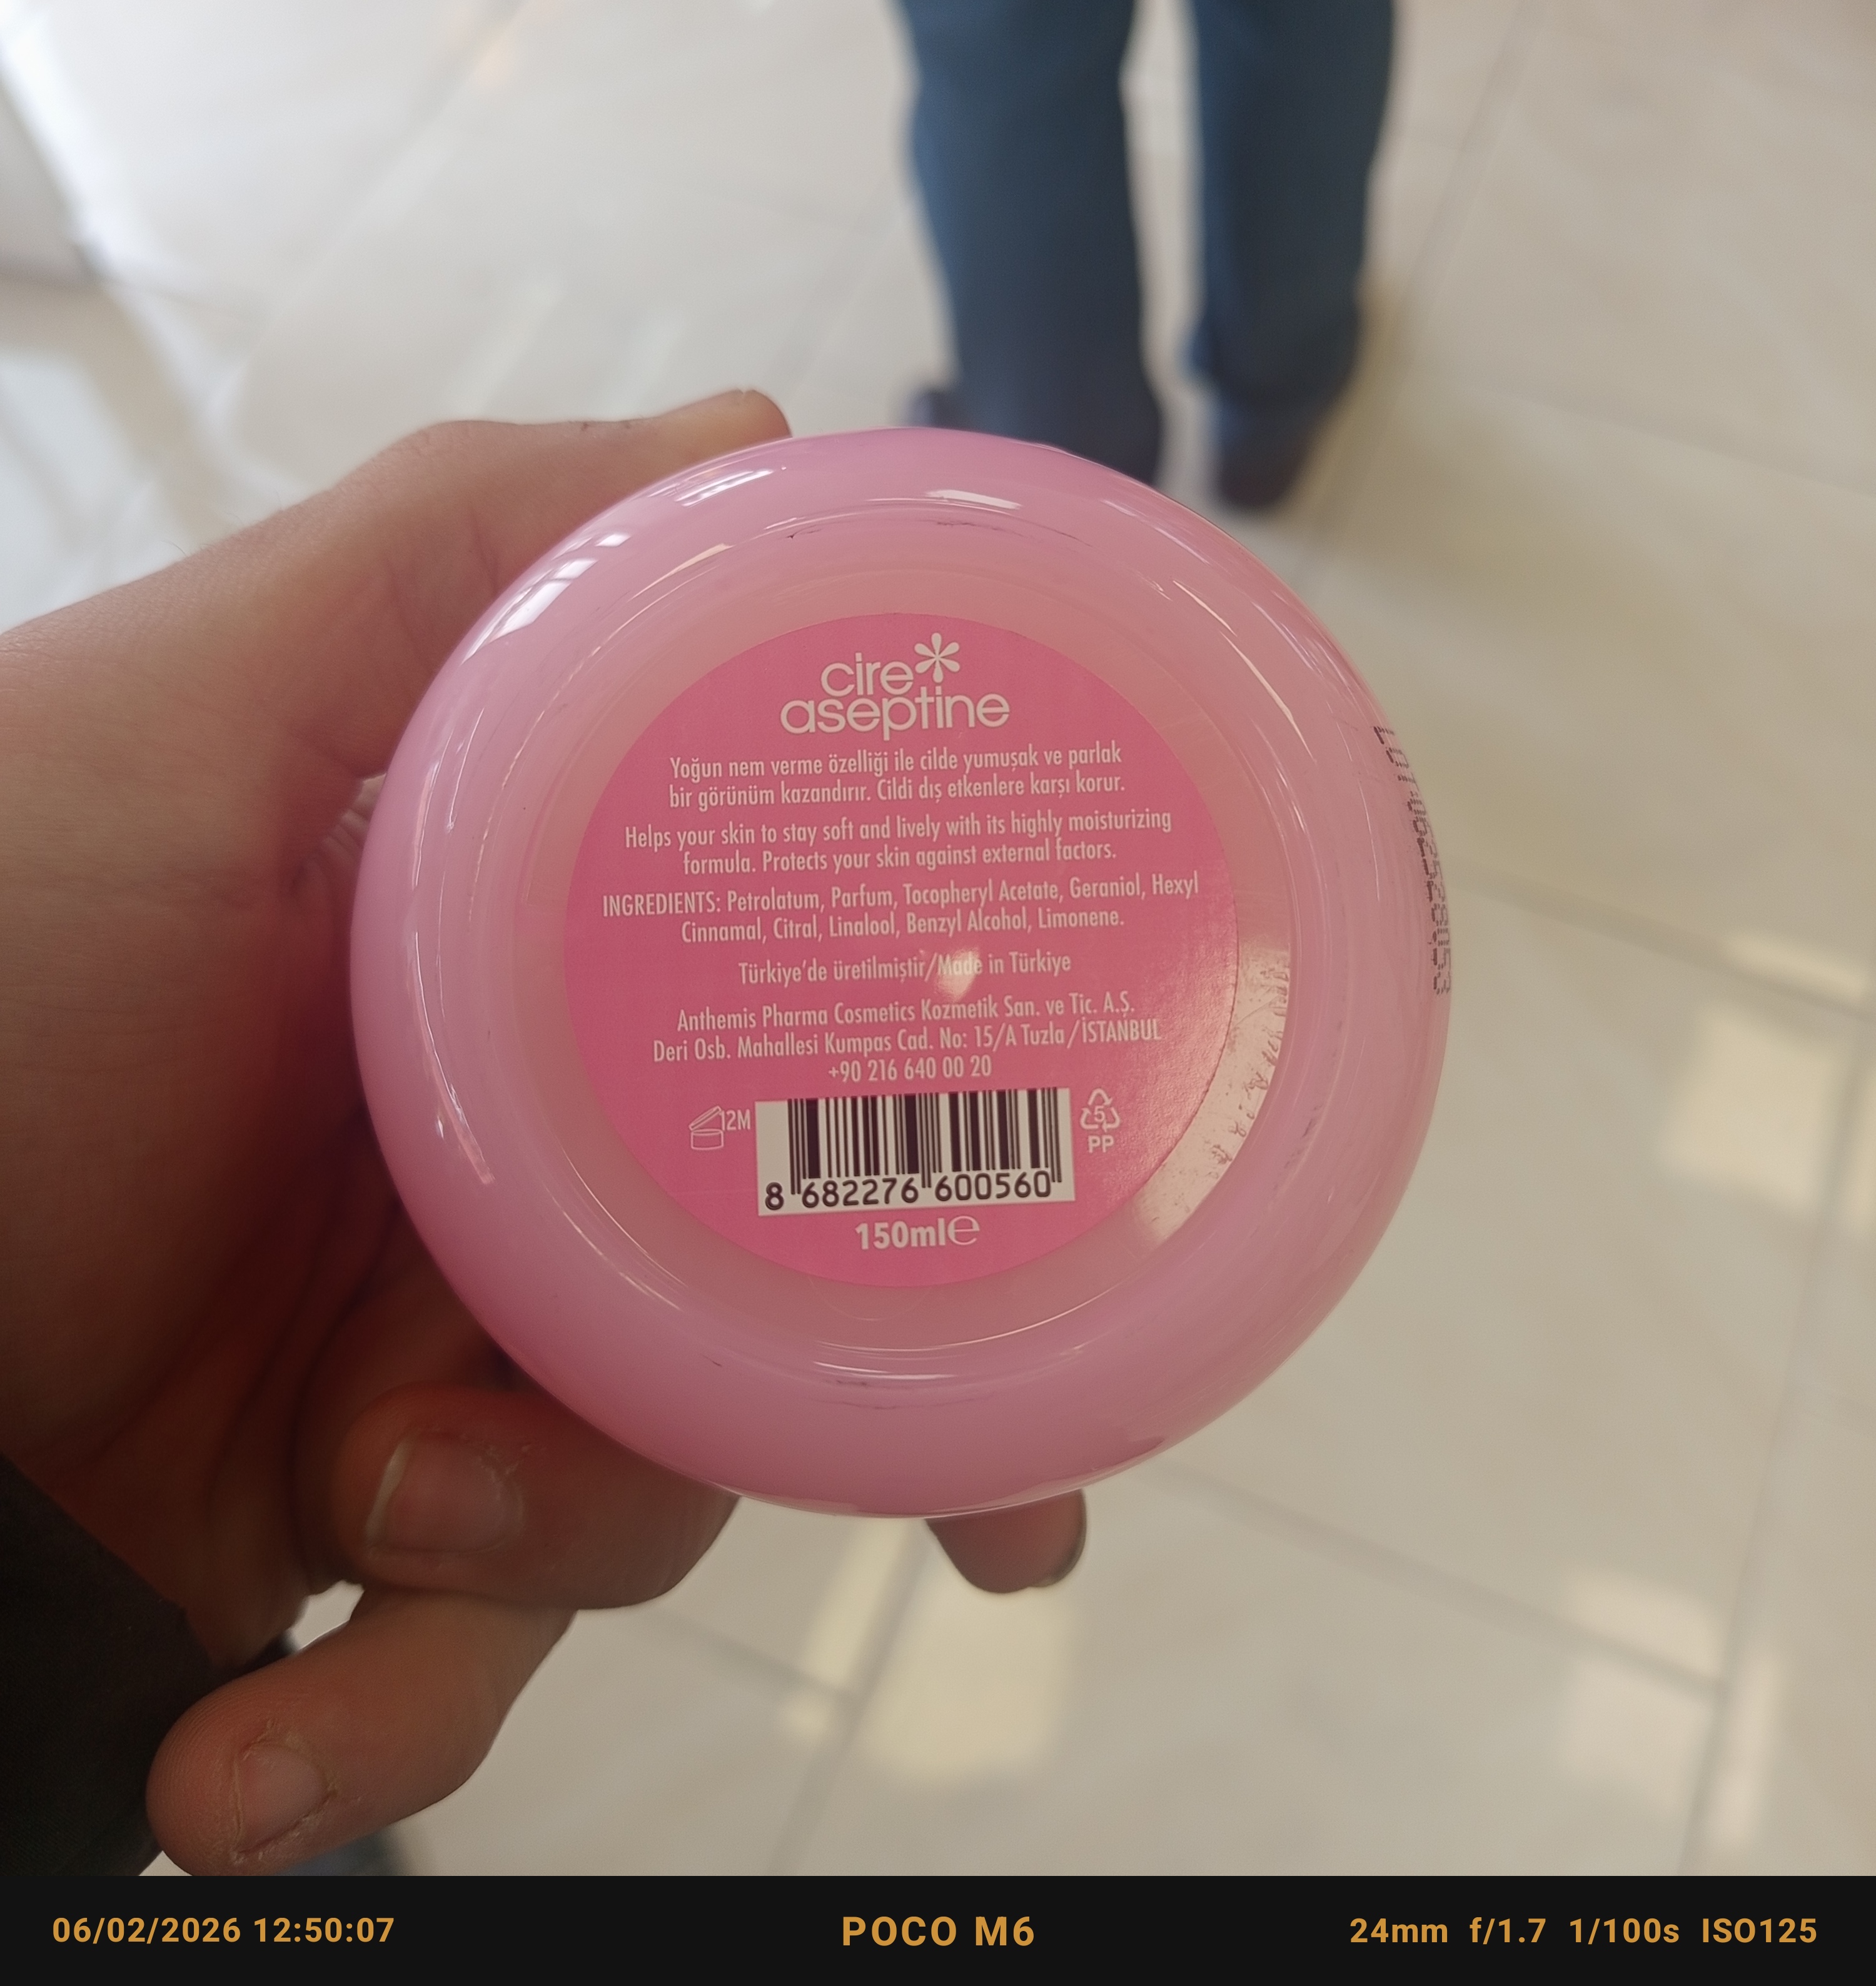 cire
aseptine
Yoğun nem verme özelliği ile cilde yumuşak ve parlak
bir görünüm kazandırır. Cildi dış etkenlere karşı korur.
Helps your skin to stay soft and lively with its highly moisturizing
formula. Protects your skin against external factors.
INGREDIENTS: Petrolatum, Parfum, Tocopheryl Acetate, Geraniol, Hexyl
Cinnamal, Citral, Linalool, Benzyl Alcohol, Limonene.
Türkiye'de üretilmiştir/Made in Türkiye
Anthemis Pharma Cosmetics Kozmetik San. ve Tic. A.Ş.
Deri Osb. Mahallesi Kumpas Cad. No: 15/A Tuzla/İSTANBUL
+90 216 640 00 20
12M
5
PP
8 682276 600560
150ml℮
06/02/2026 12:50:07 POCO M6 24mm f/1.7 1/100s ISO125